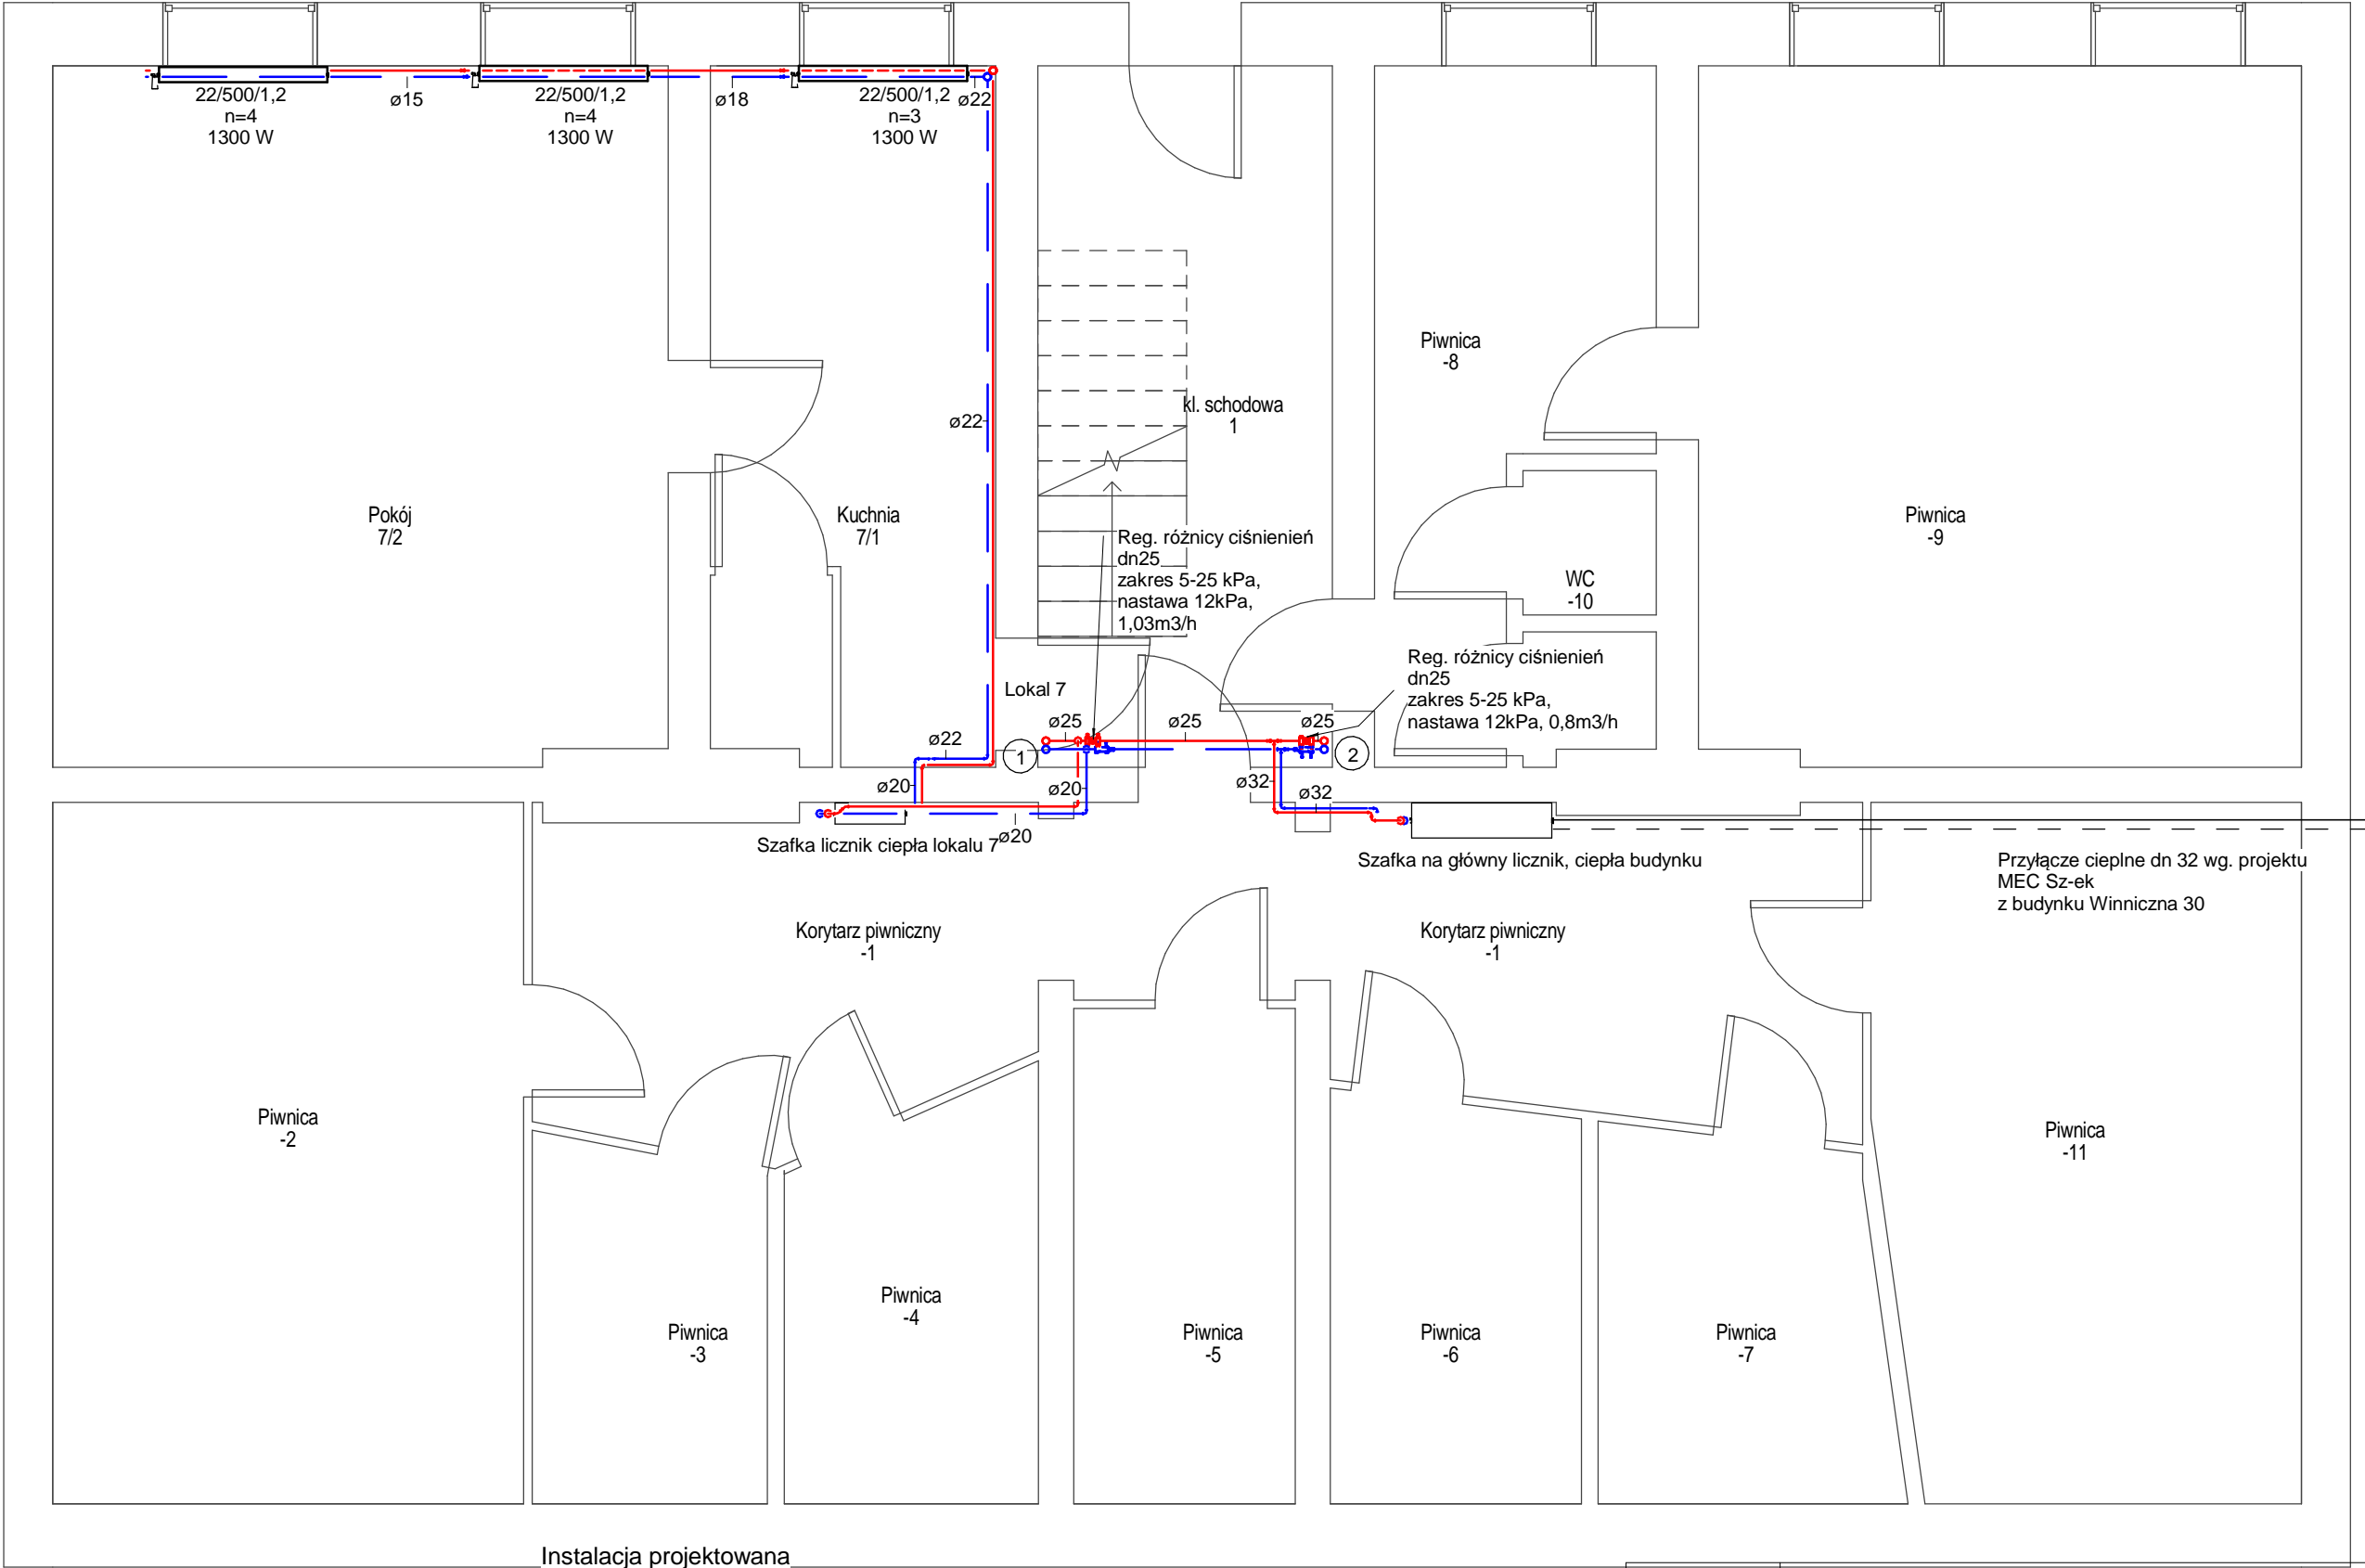 22/500/1,2
n=4
1300 W
ø15
22/500/1,2
n=4
1300 W
ø18
22/500/1,2
n=3
1300 W
ø22
ø22
Piwnica
-8
kl. schodowa
1
Pokój
7/2
Kuchnia
7/1
Piwnica
-9
Reg. różnicy ciśnienień
dn25
zakres 5-25 kPa,
nastawa 12kPa,
1,03m3/h
WC
-10
Reg. różnicy ciśnienień
dn25
zakres 5-25 kPa,
nastawa 12kPa, 0,8m3/h
Lokal 7
ø25
ø25
ø25
ø22
1
2
ø20
ø20
ø32
ø32
ø20
Szafka licznik ciepła lokalu 7
Szafka na główny licznik, ciepła budynku
Przyłącze cieplne dn 32 wg. projektu
MEC Sz-ek
z budynku Winniczna 30
Korytarz piwniczny
-1
Korytarz piwniczny
-1
Piwnica
-2
Piwnica
-11
Piwnica
-4
Piwnica
-3
Piwnica
-5
Piwnica
-6
Piwnica
-7
Instalacja projektowana